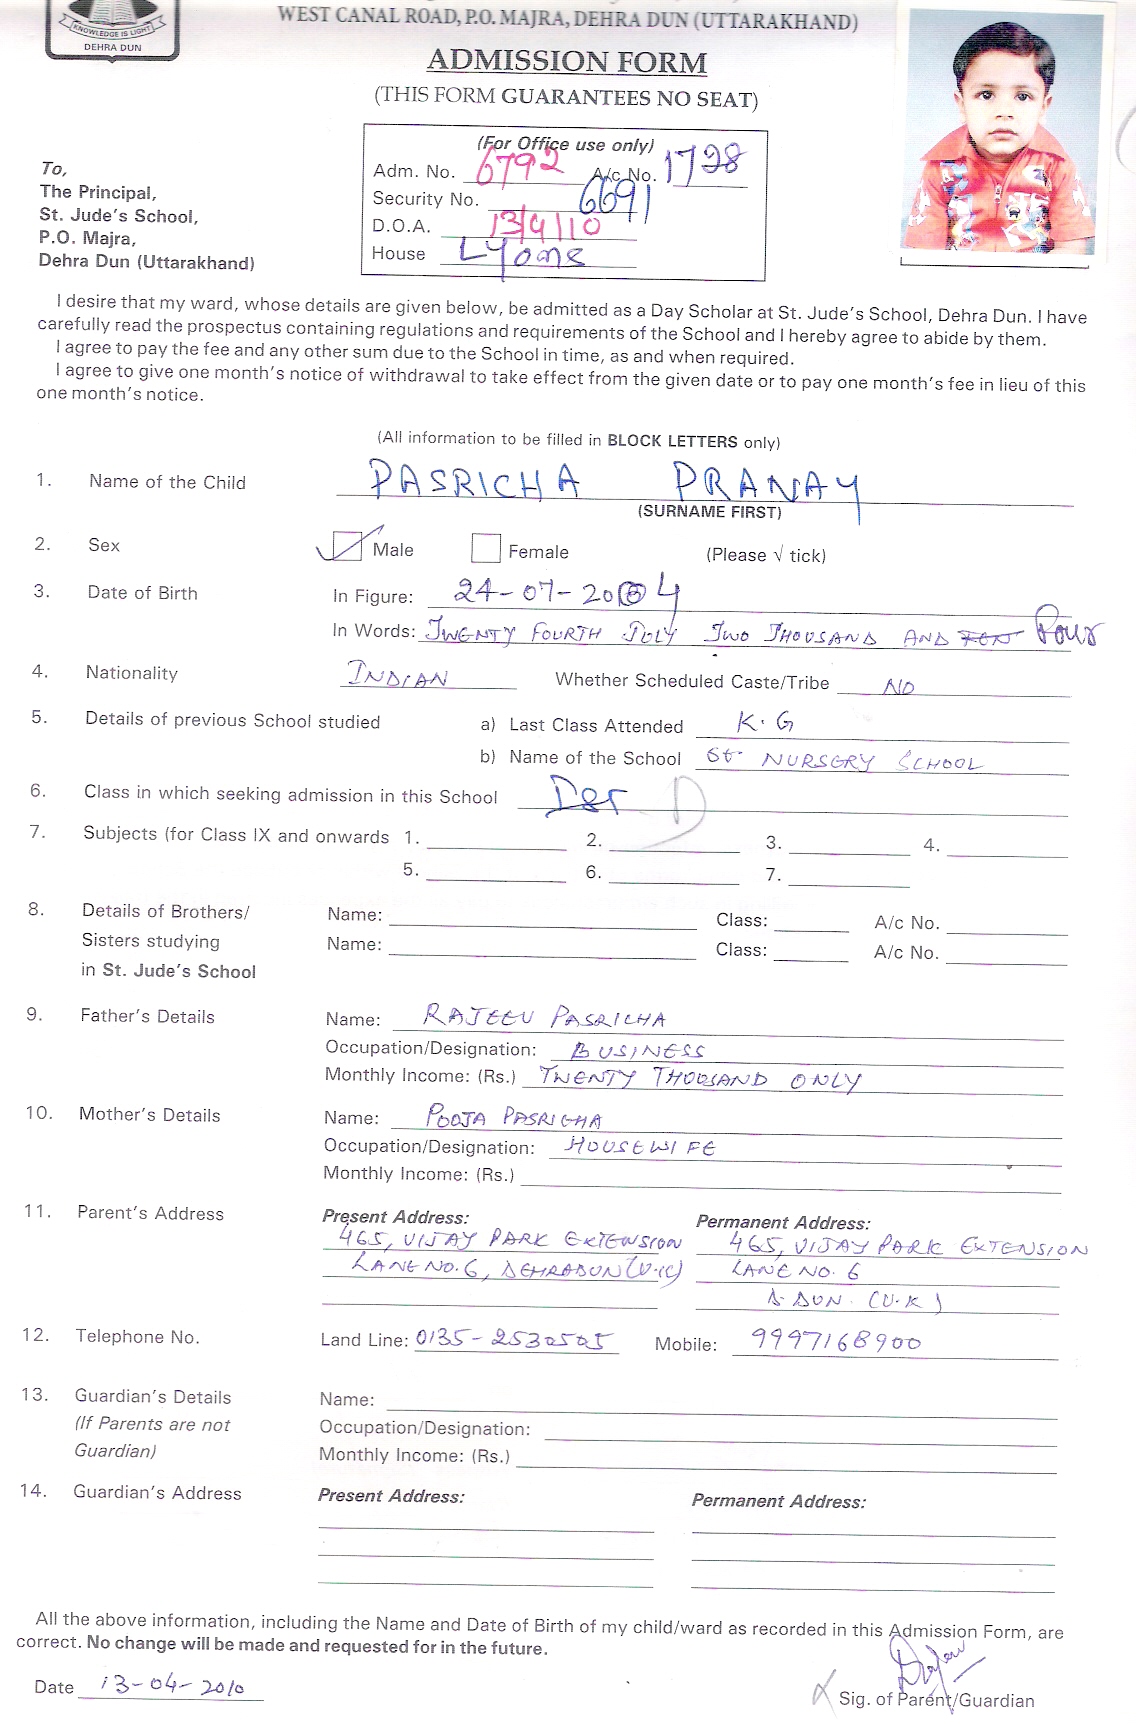 KNOWLEDGE IS LIGHT
DEHRA DUN
WEST CANAL ROAD, P.O. MAJRA, DEHRA DUN (UTTARAKHAND)
ADMISSION FORM
(THIS FORM GUARANTEES NO SEAT)
(For Office use only)
Adm. No. 6792 A/c No. 1728
Security No. 6691
D.O.A. 13/4/10
House Lyons
To,
The Principal,
St. Jude's School,
P.O. Majra,
Dehra Dun (Uttarakhand)
I desire that my ward, whose details are given below, be admitted as a Day Scholar at St. Jude's School, Dehra Dun. I have
carefully read the prospectus containing regulations and requirements of the School and I hereby agree to abide by them.
I agree to pay the fee and any other sum due to the School in time, as and when required.
I agree to give one month's notice of withdrawal to take effect from the given date or to pay one month's fee in lieu of this
one month's notice.
(All information to be filled in BLOCK LETTERS only)
1. Name of the Child PASRICHA PRANAY
(SURNAME FIRST)
2. Sex Male Female (Please √ tick)
3. Date of Birth In Figure: 24-07-2004
In Words: TWENTY FOURTH JULY TWO THOUSAND AND Four
4. Nationality INDIAN Whether Scheduled Caste/Tribe NO
5. Details of previous School studied a) Last Class Attended K.G
b) Name of the School St. NURSERY SCHOOL
6. Class in which seeking admission in this School D
7. Subjects (for Class IX and onwards 1. 2. 3. 4.
5. 6. 7.
8. Details of Brothers/ Name: Class: A/c No.
Sisters studying Name: Class: A/c No.
in St. Jude's School
9. Father's Details Name: RAJEEV PASRICHA
Occupation/Designation: BUSINESS
Monthly Income: (Rs.) TWENTY THOUSAND ONLY
10. Mother's Details Name: POOJA PASRICHA
Occupation/Designation: HOUSEWIFE
Monthly Income: (Rs.)
11. Parent's Address Present Address: Permanent Address:
465, VIJAY PARK EXTENSION 465, VIJAY PARK EXTENSION
LANE NO. 6, DEHRADUN (U.K) LANE NO. 6
D. DUN. (U.K)
12. Telephone No. Land Line: 0135-2530505 Mobile: 9997168900
13. Guardian's Details Name:
(If Parents are not Occupation/Designation:
Guardian) Monthly Income: (Rs.)
14. Guardian's Address Present Address: Permanent Address:
All the above information, including the Name and Date of Birth of my child/ward as recorded in this Admission Form, are
correct. No change will be made and requested for in the future.
Date 13-04-2010
Sig. of Parent/Guardian